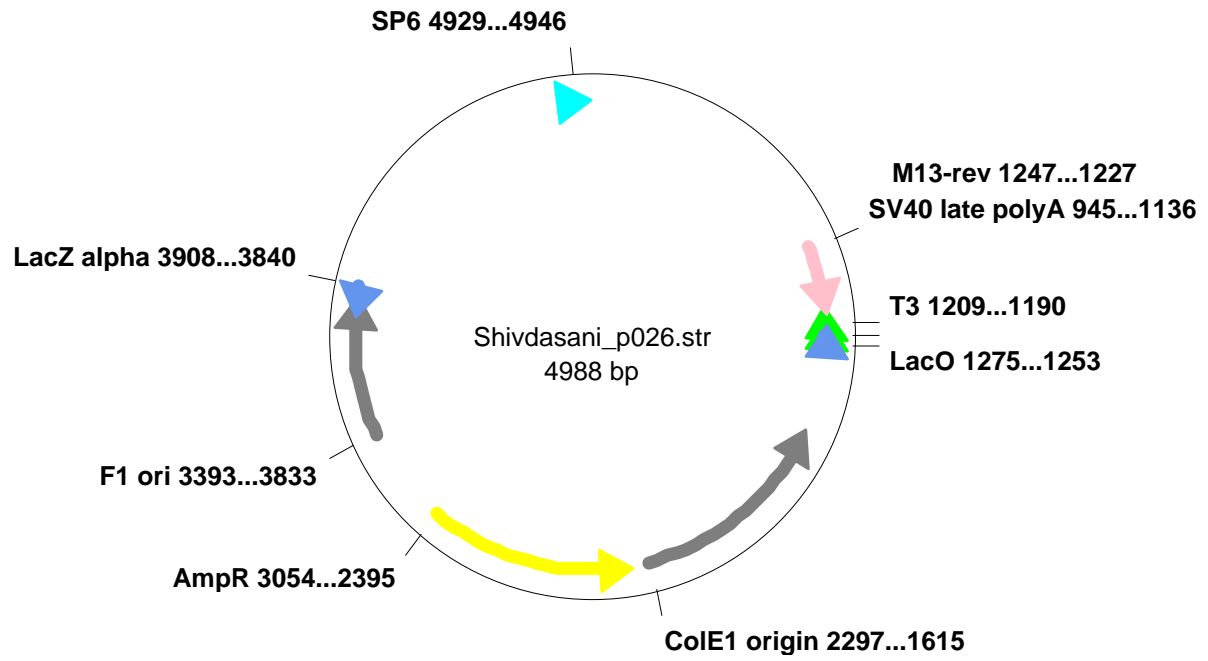 SP6 4929...4946
M13-rev 1247...1227
SV40 late polyA 945...1136
LacZ alpha 3908...3840
T3 1209...1190
Shivdasani_p026.str
4988 bp
LacO 1275...1253
F1 ori 3393...3833
AmpR 3054...2395
ColE1 origin 2297...1615